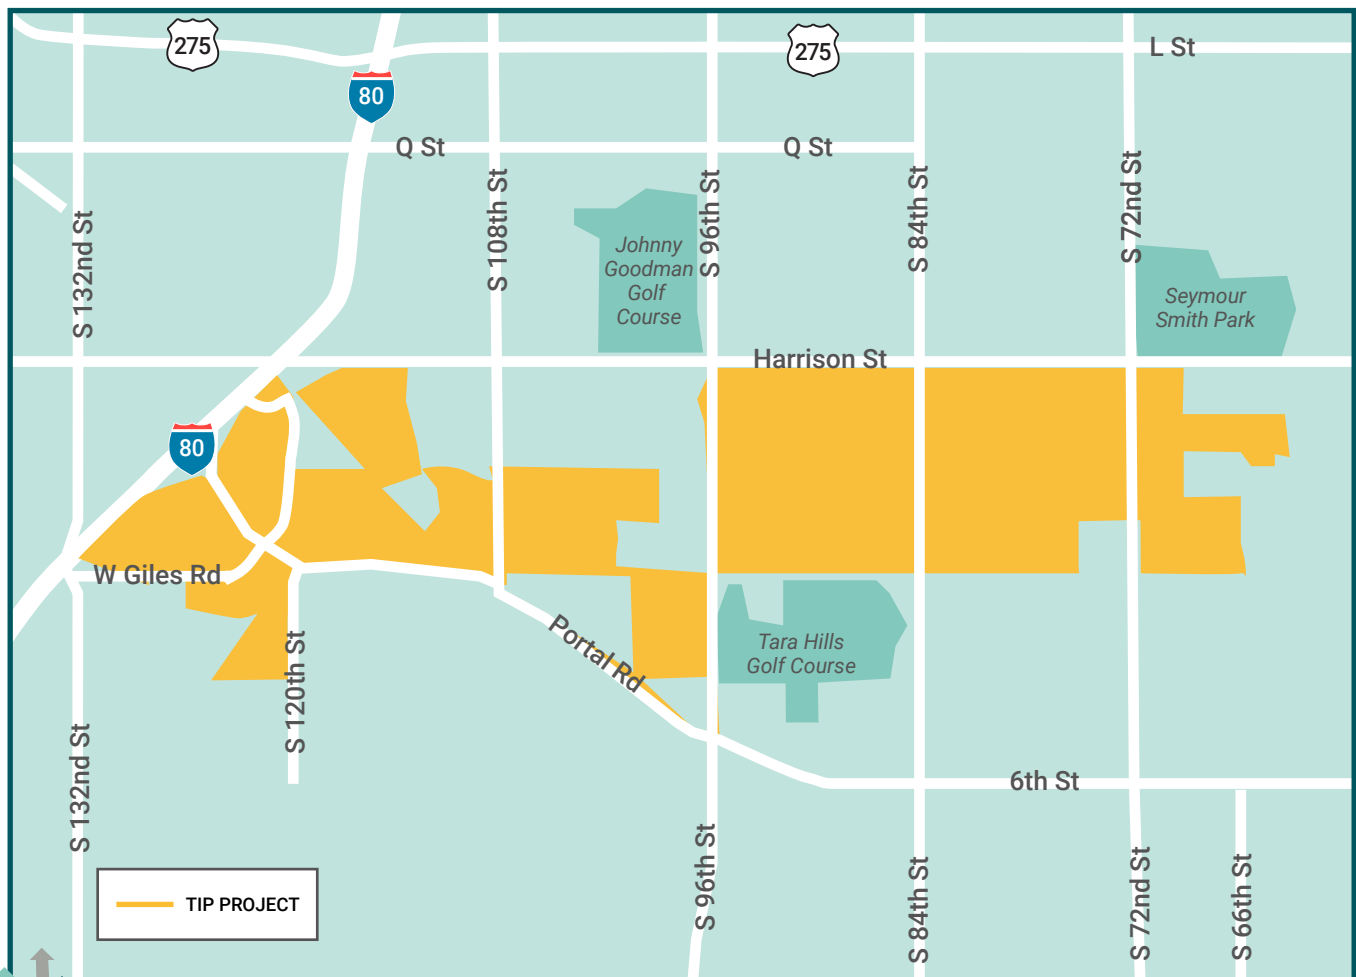 275
275
L St
80
Q St
Q St
S 132nd St
S 108th St
S 96th St
S 84th St
S 72nd St
Johnny
Goodman
Golf
Course
Seymour
Smith Park
Harrison St
80
W Giles Rd
S 120th St
Portal Rd
Tara Hills
Golf Course
6th St
S 132nd St
S 96th St
S 84th St
S 72nd St
S 66th St
TIP PROJECT